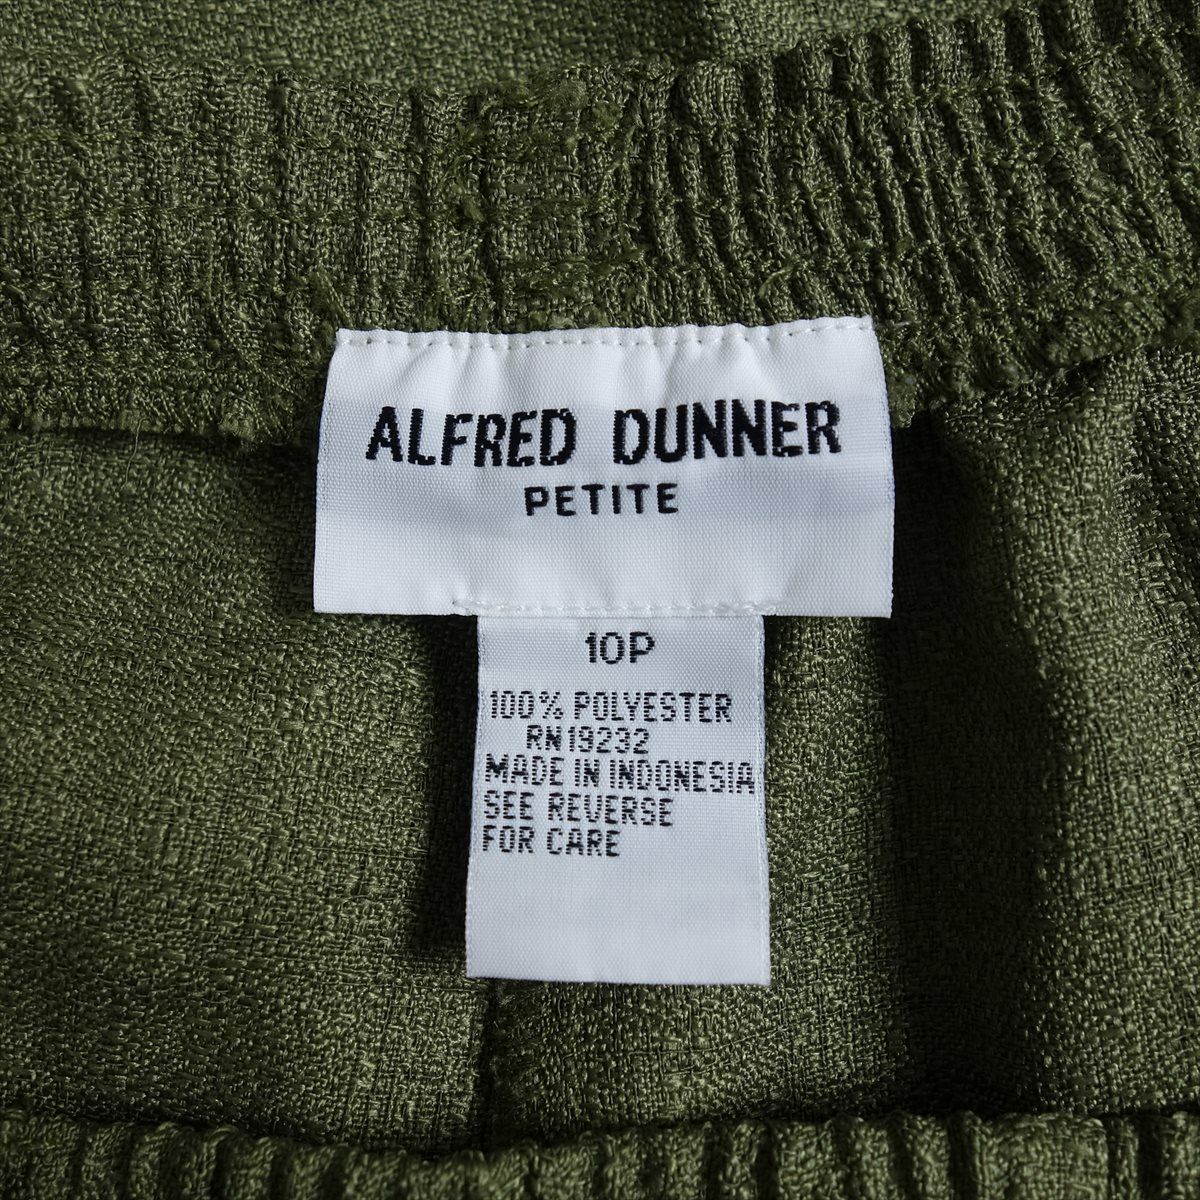 ALFRED DUNNER
PETITE
10P
100% POLYESTER
RN19232
MADE IN INDONESIA
SEE REVERSE
FOR CARE